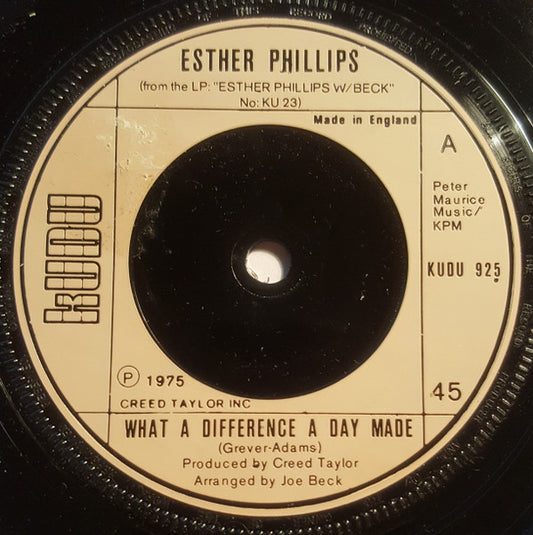 ESTHER PHILLIPS
(from the LP: "ESTHER PHILLIPS W/BECK"
No: KU 23)
Made in England
A
Peter
Maurice
Music/
KPM
KUDU
KUDU 925
℗ 1975
CREED TAYLOR INC
45
WHAT A DIFFERENCE A DAY MADE
(Grever-Adams)
Produced by Creed Taylor
Arranged by Joe Beck